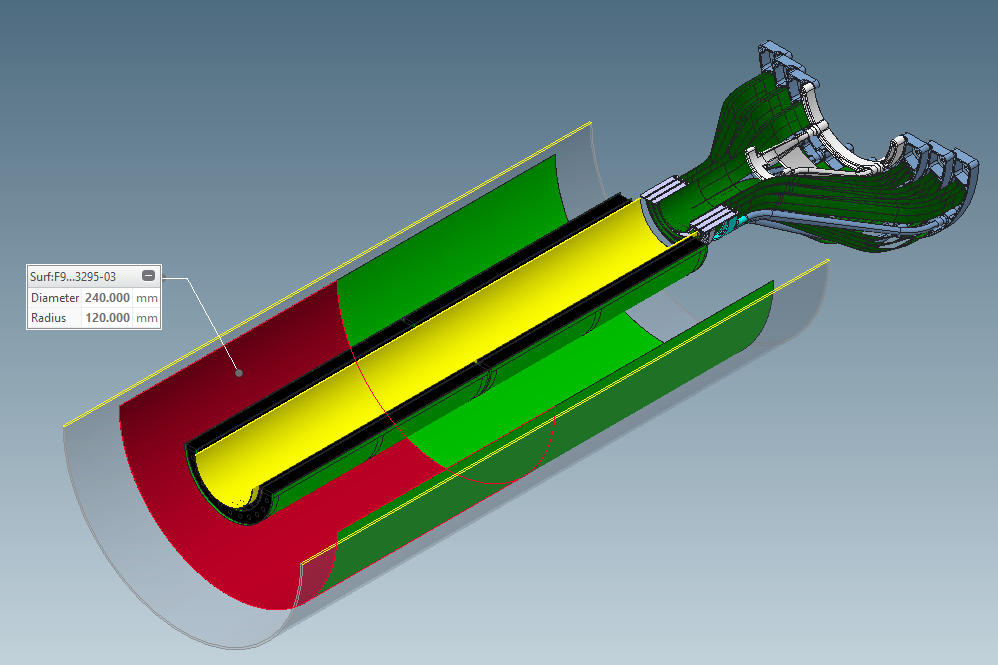 Surf:F9...3295-03
Diameter 240.000 mm
Radius 120.000 mm